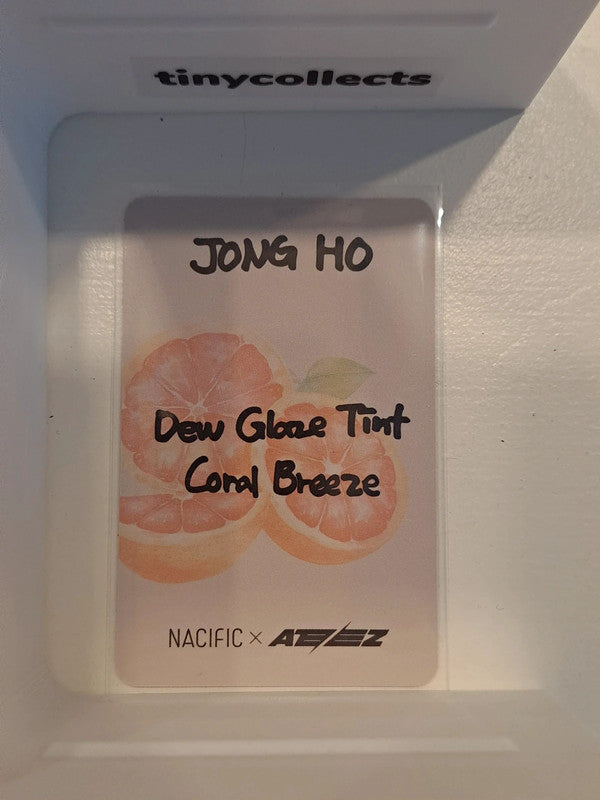 tinycollects
JONG HO
Dew Glaze Tint
Coral Breeze
NACIFIC × ATEEZ